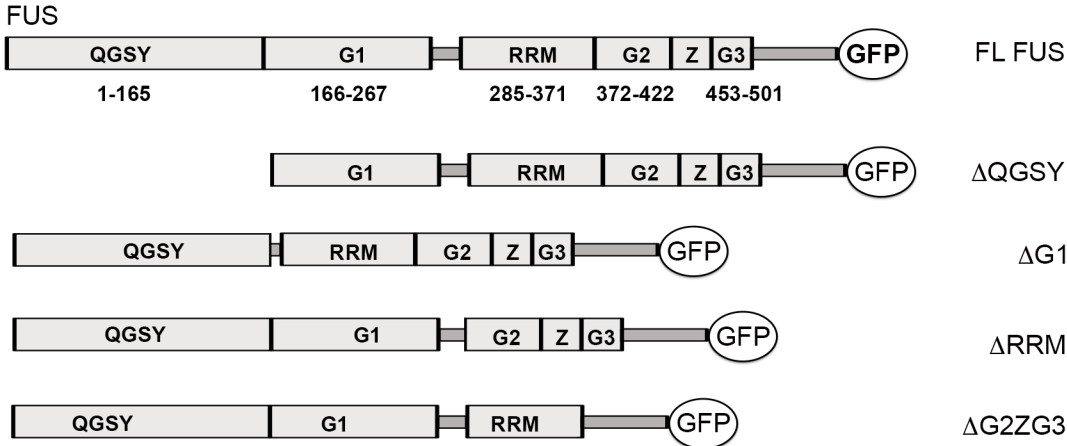 FUS
QGSY G1 RRM G2 Z G3 GFP FL FUS
1-165 166-267 285-371 372-422 453-501
G1 RRM G2 Z G3 GFP ΔQGSY
QGSY RRM G2 Z G3 GFP ΔG1
QGSY G1 G2 Z G3 GFP ΔRRM
QGSY G1 RRM GFP ΔG2ZG3